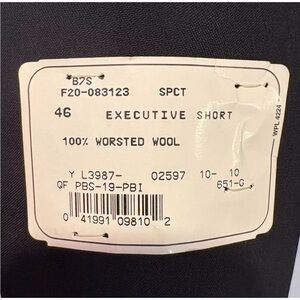 B7S
F20-083123 SPCT
46 EXECUTIVE SHORT
100% WORSTED WOOL
Y L3987- 02597 10- 10
QF PBS-19-PBI 651-G
0 41991 09810 2
WPL 4224